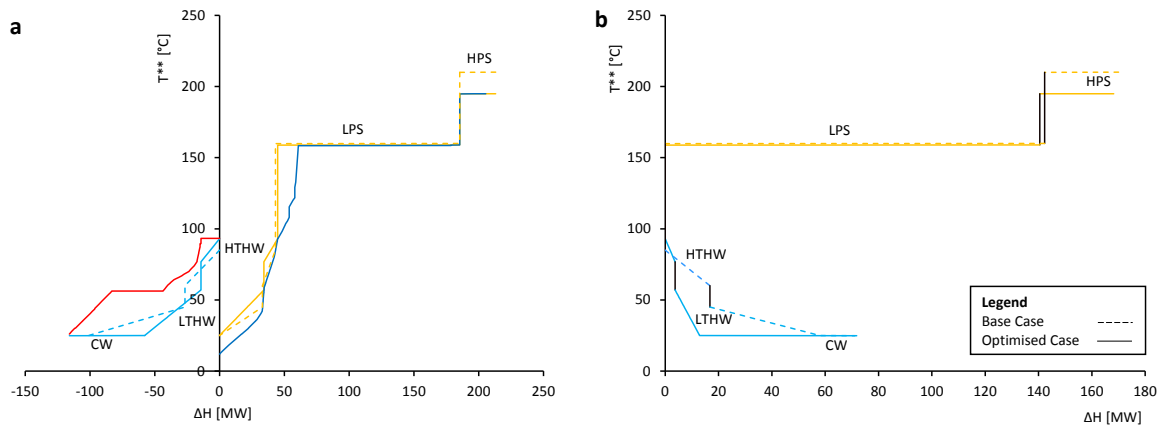 a
T** [°C]
250
200
150
100
50
0
HPS
LPS
HTHW
LTHW
CW
-150 -100 -50 0 50 100 150 200 250
ΔH [MW]
b
T** [°C]
250
200
150
100
50
0
LPS
HPS
HTHW
LTHW
CW
Legend
Base Case
Optimised Case
0 20 40 60 80 100 120 140 160 180
ΔH [MW]